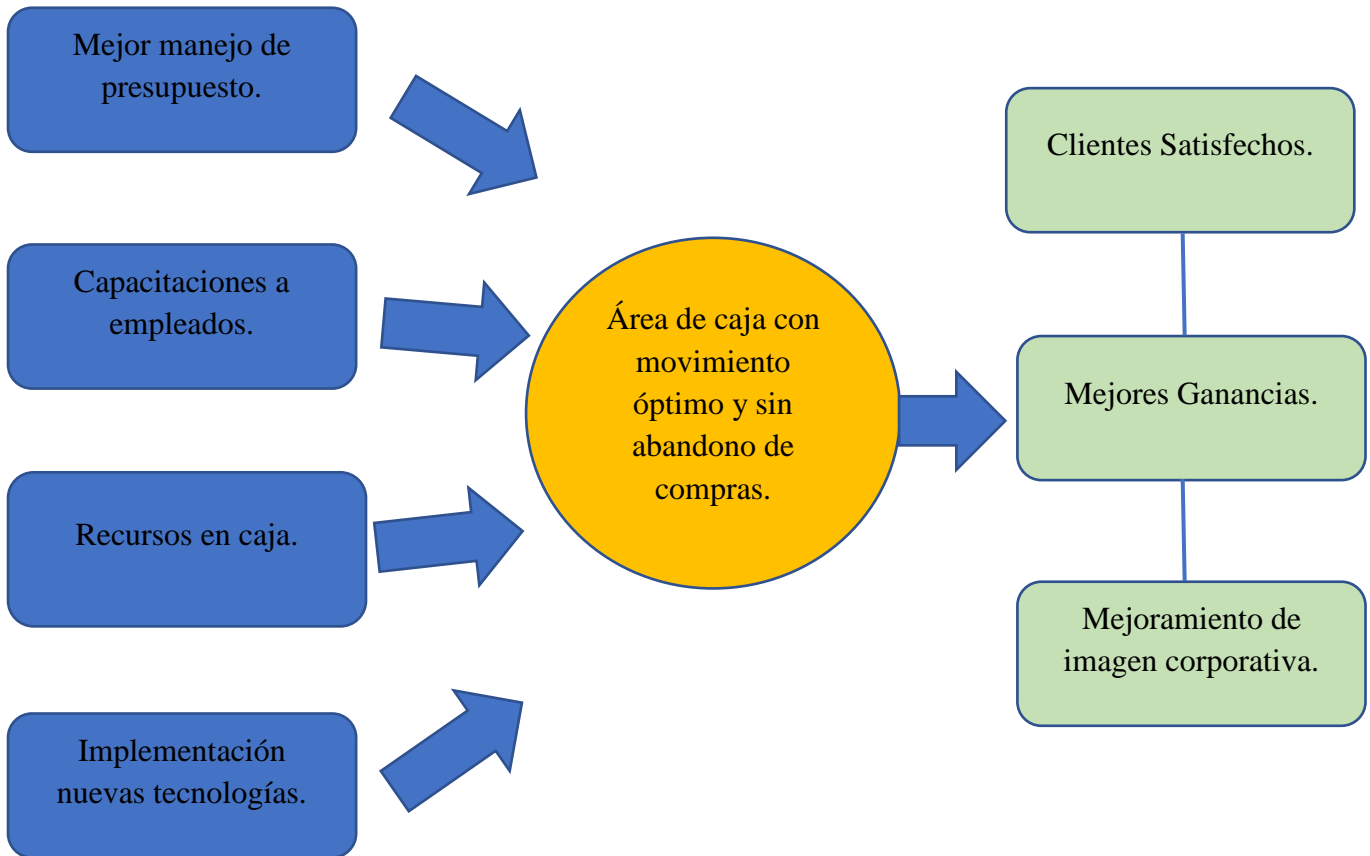 Mejor manejo de
presupuesto.
Capacitaciones a
empleados.
Recursos en caja.
Implementación
nuevas tecnologías.
Área de caja con
movimiento
óptimo y sin
abandono de
compras.
Clientes Satisfechos.
Mejores Ganancias.
Mejoramiento de
imagen corporativa.